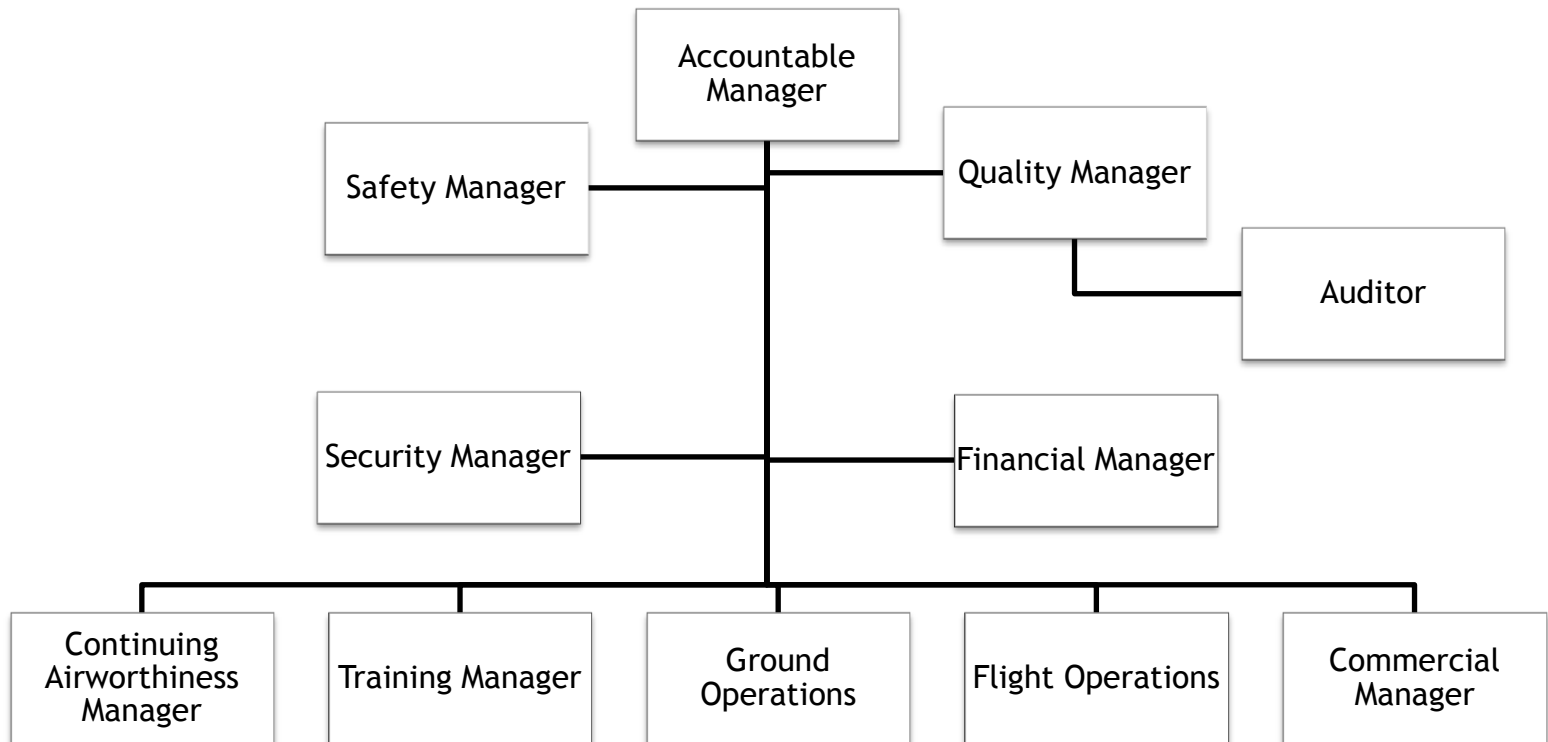 Accountable
Manager
Safety Manager
Quality Manager
Auditor
Security Manager
Financial Manager
Continuing
Airworthiness
Manager
Training Manager
Ground
Operations
Flight Operations
Commercial
Manager